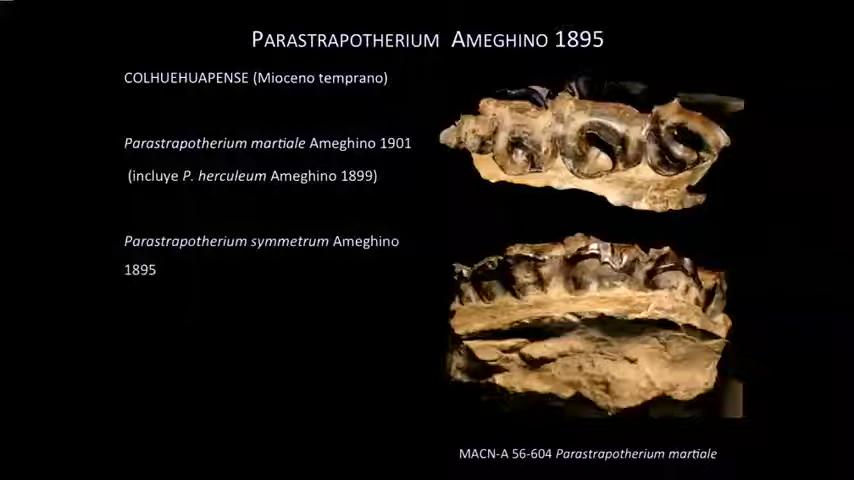 PARASTRAPOTHERIUM AMEGHINO 1895
COLHUEHUAPENSE (Mioceno temprano)
Parastrapotherium martiale Ameghino 1901
(incluye P. herculeum Ameghino 1899)
Parastrapotherium symmetrum Ameghino
1895
MACN-A 56-604 Parastrapotherium martiale